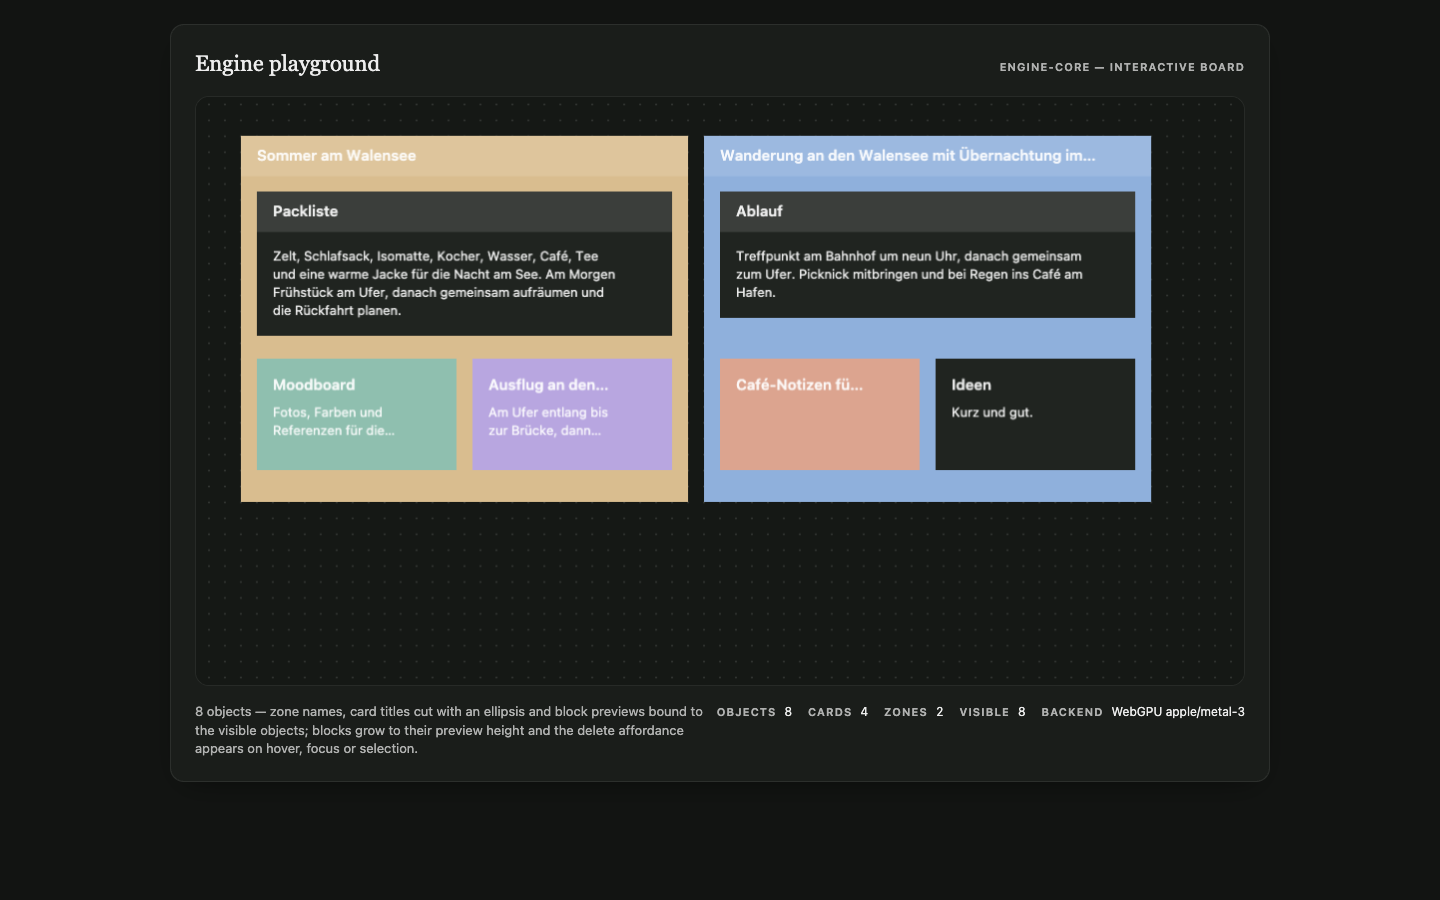 Engine playground
ENGINE-CORE — INTERACTIVE BOARD
Sommer am Walensee
Packliste
Zelt, Schlafsack, Isomatte, Kocher, Wasser, Café, Tee
und eine warme Jacke für die Nacht am See. Am Morgen
Frühstück am Ufer, danach gemeinsam aufräumen und
die Rückfahrt planen.
Moodboard
Fotos, Farben und
Referenzen für die...
Ausflug an den...
Am Ufer entlang bis
zur Brücke, dann...
Wanderung an den Walensee mit Übernachtung im...
Ablauf
Treffpunkt am Bahnhof um neun Uhr, danach gemeinsam
zum Ufer. Picknick mitbringen und bei Regen ins Café am
Hafen.
Café-Notizen fü...
Ideen
Kurz und gut.
8 objects — zone names, card titles cut with an ellipsis and block previews bound to
the visible objects; blocks grow to their preview height and the delete affordance
appears on hover, focus or selection.
OBJECTS 8 CARDS 4 ZONES 2 VISIBLE 8 BACKEND WebGPU apple/metal-3